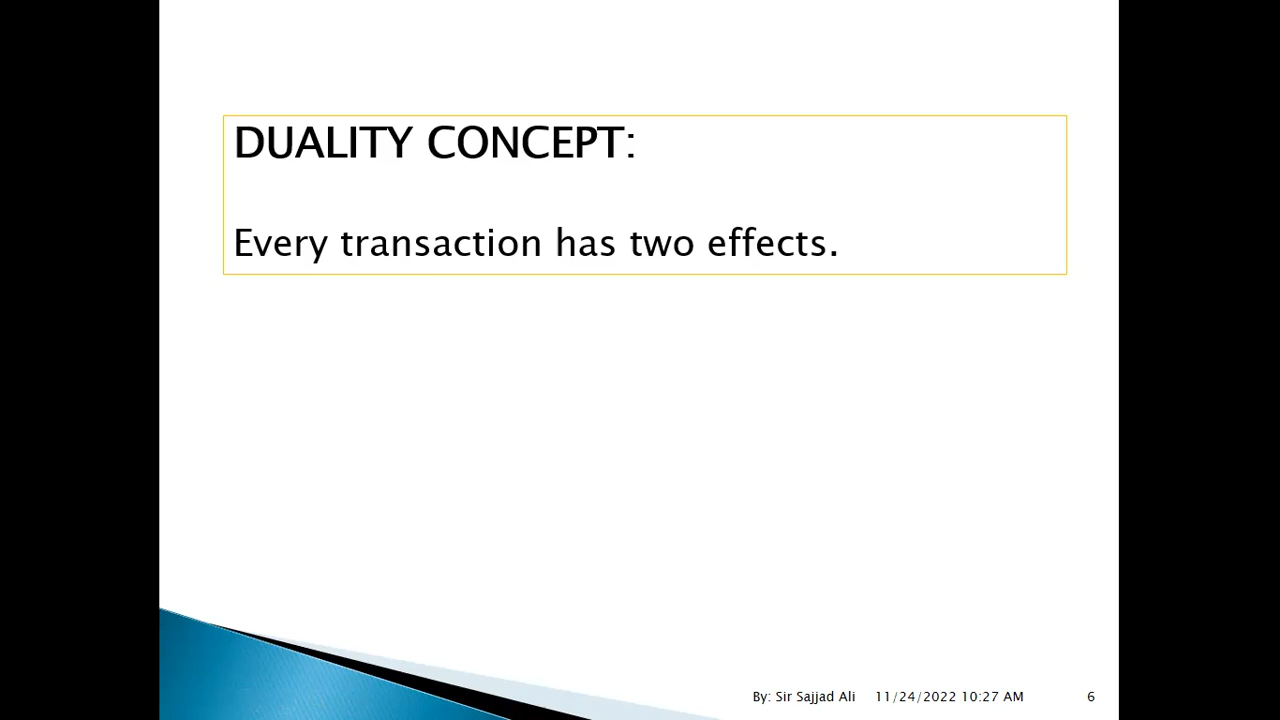 DUALITY CONCEPT:
Every transaction has two effects.
By: Sir Sajjad Ali 11/24/2022 10:27 AM 6